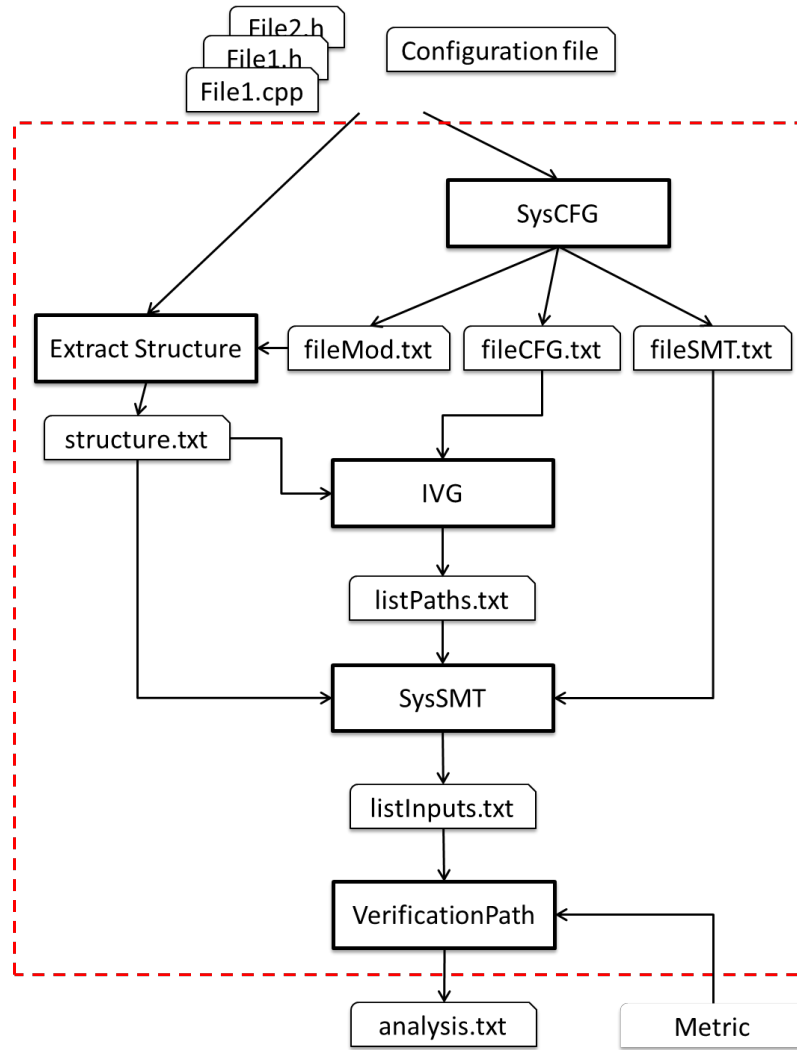 File2.h
File1.h
File1.cpp
Configuration file
SysCFG
Extract Structure
fileMod.txt
fileCFG.txt
fileSMT.txt
structure.txt
IVG
listPaths.txt
SysSMT
listInputs.txt
VerificationPath
analysis.txt
Metric